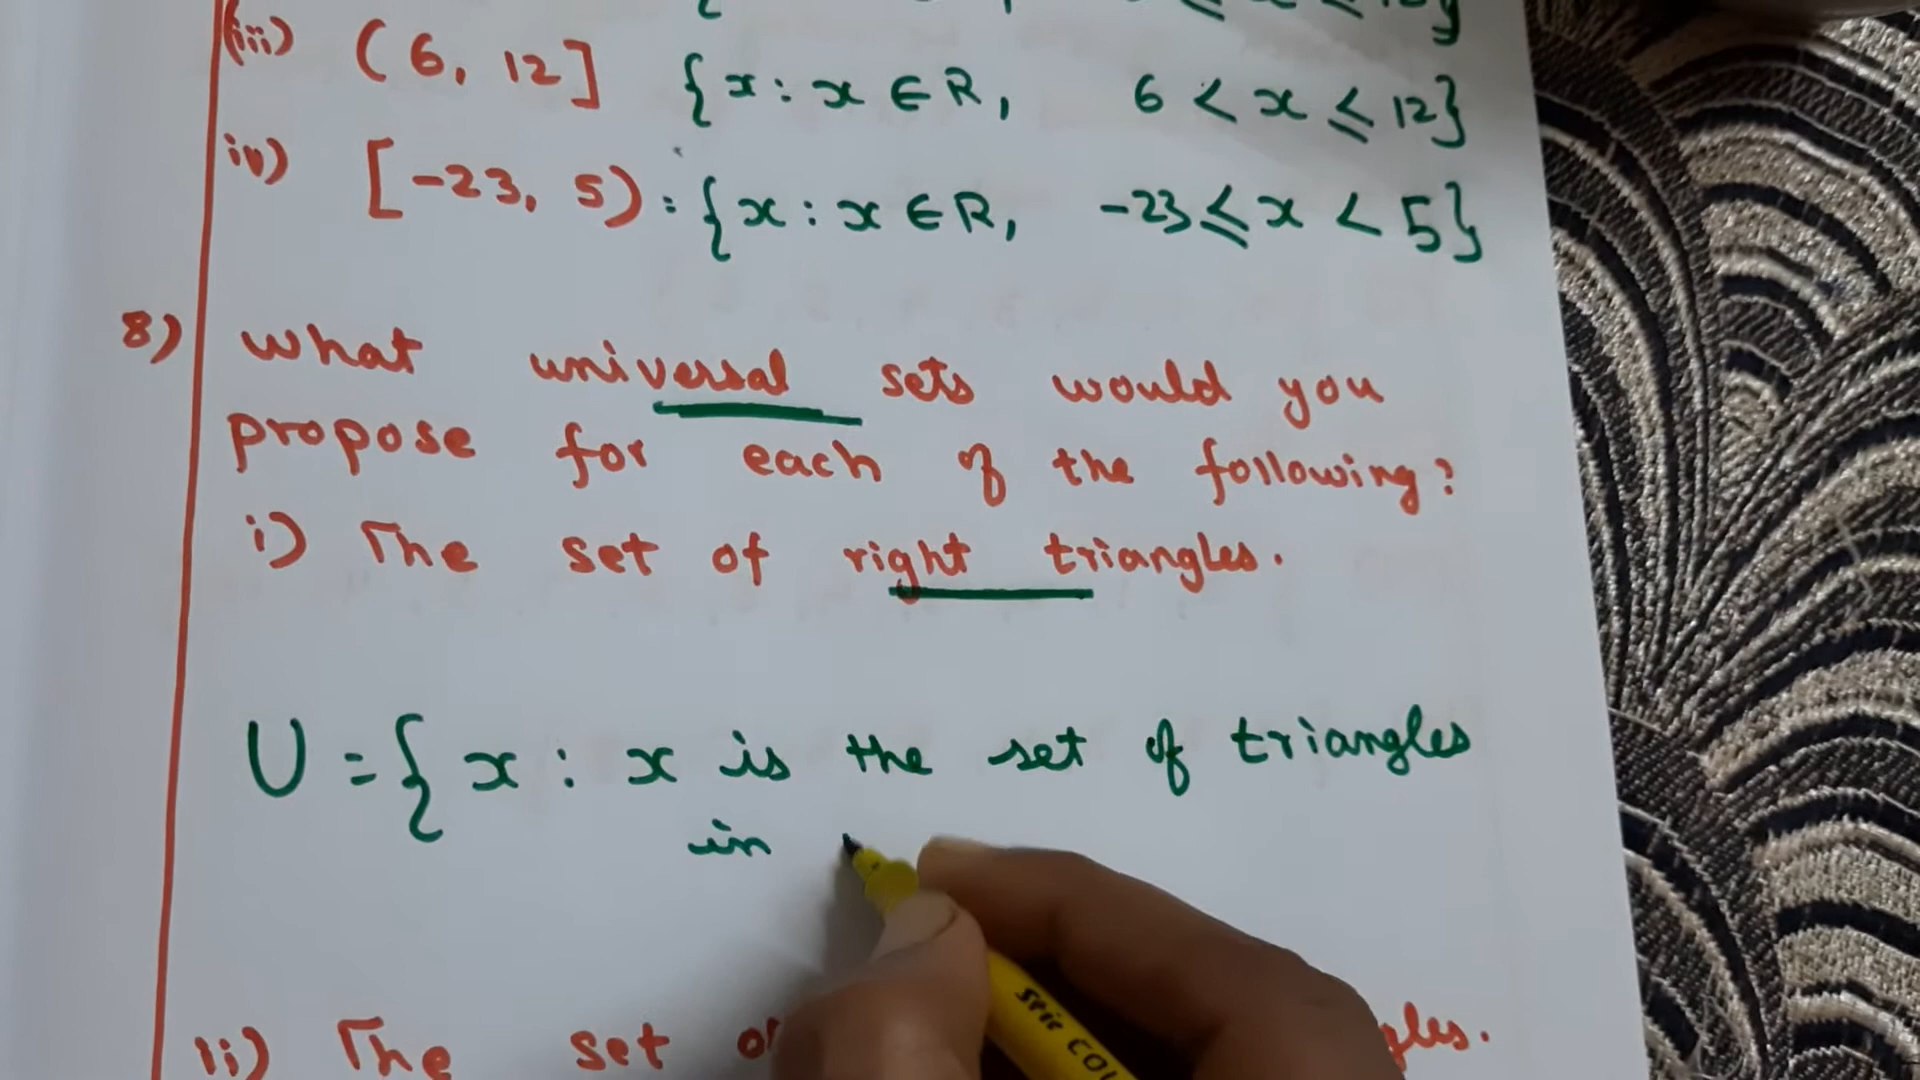 (iii) (6, 12] {x : x ∈ R, 6 < x ≤ 12}
iv) [-23, 5) : {x : x ∈ R, -23 ≤ x < 5}
8) What universal sets would you
propose for each of the following?
i) The set of right triangles.
U = { x : x is the set of triangles
in
ii) The set of